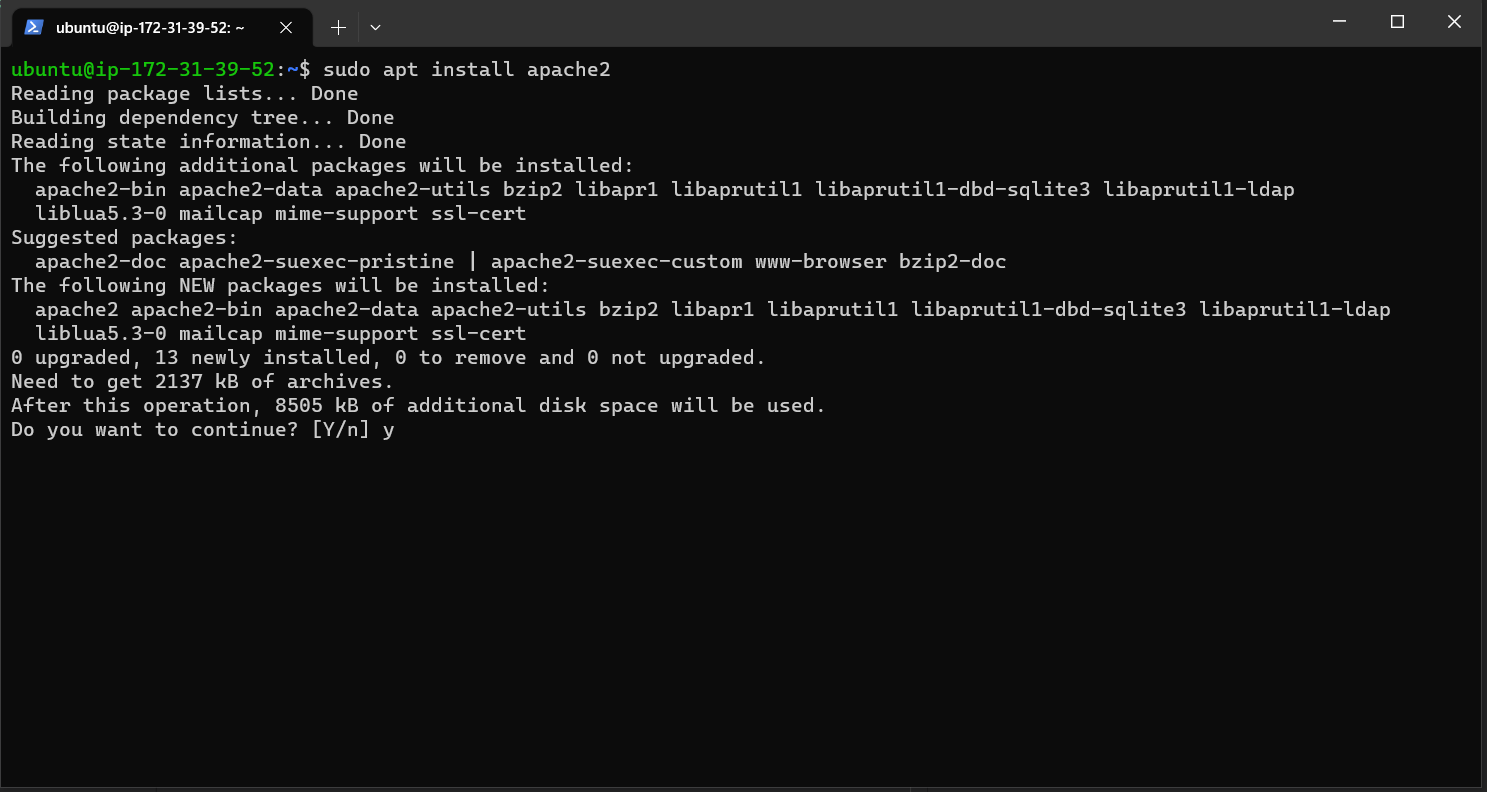 ubuntu@ip-172-31-39-52: ~
ubuntu@ip-172-31-39-52:~$ sudo apt install apache2
Reading package lists... Done
Building dependency tree... Done
Reading state information... Done
The following additional packages will be installed:
  apache2-bin apache2-data apache2-utils bzip2 libapr1 libaprutil1 libaprutil1-dbd-sqlite3 libaprutil1-ldap
  liblua5.3-0 mailcap mime-support ssl-cert
Suggested packages:
  apache2-doc apache2-suexec-pristine | apache2-suexec-custom www-browser bzip2-doc
The following NEW packages will be installed:
  apache2 apache2-bin apache2-data apache2-utils bzip2 libapr1 libaprutil1 libaprutil1-dbd-sqlite3 libaprutil1-ldap
  liblua5.3-0 mailcap mime-support ssl-cert
0 upgraded, 13 newly installed, 0 to remove and 0 not upgraded.
Need to get 2137 kB of archives.
After this operation, 8505 kB of additional disk space will be used.
Do you want to continue? [Y/n] y